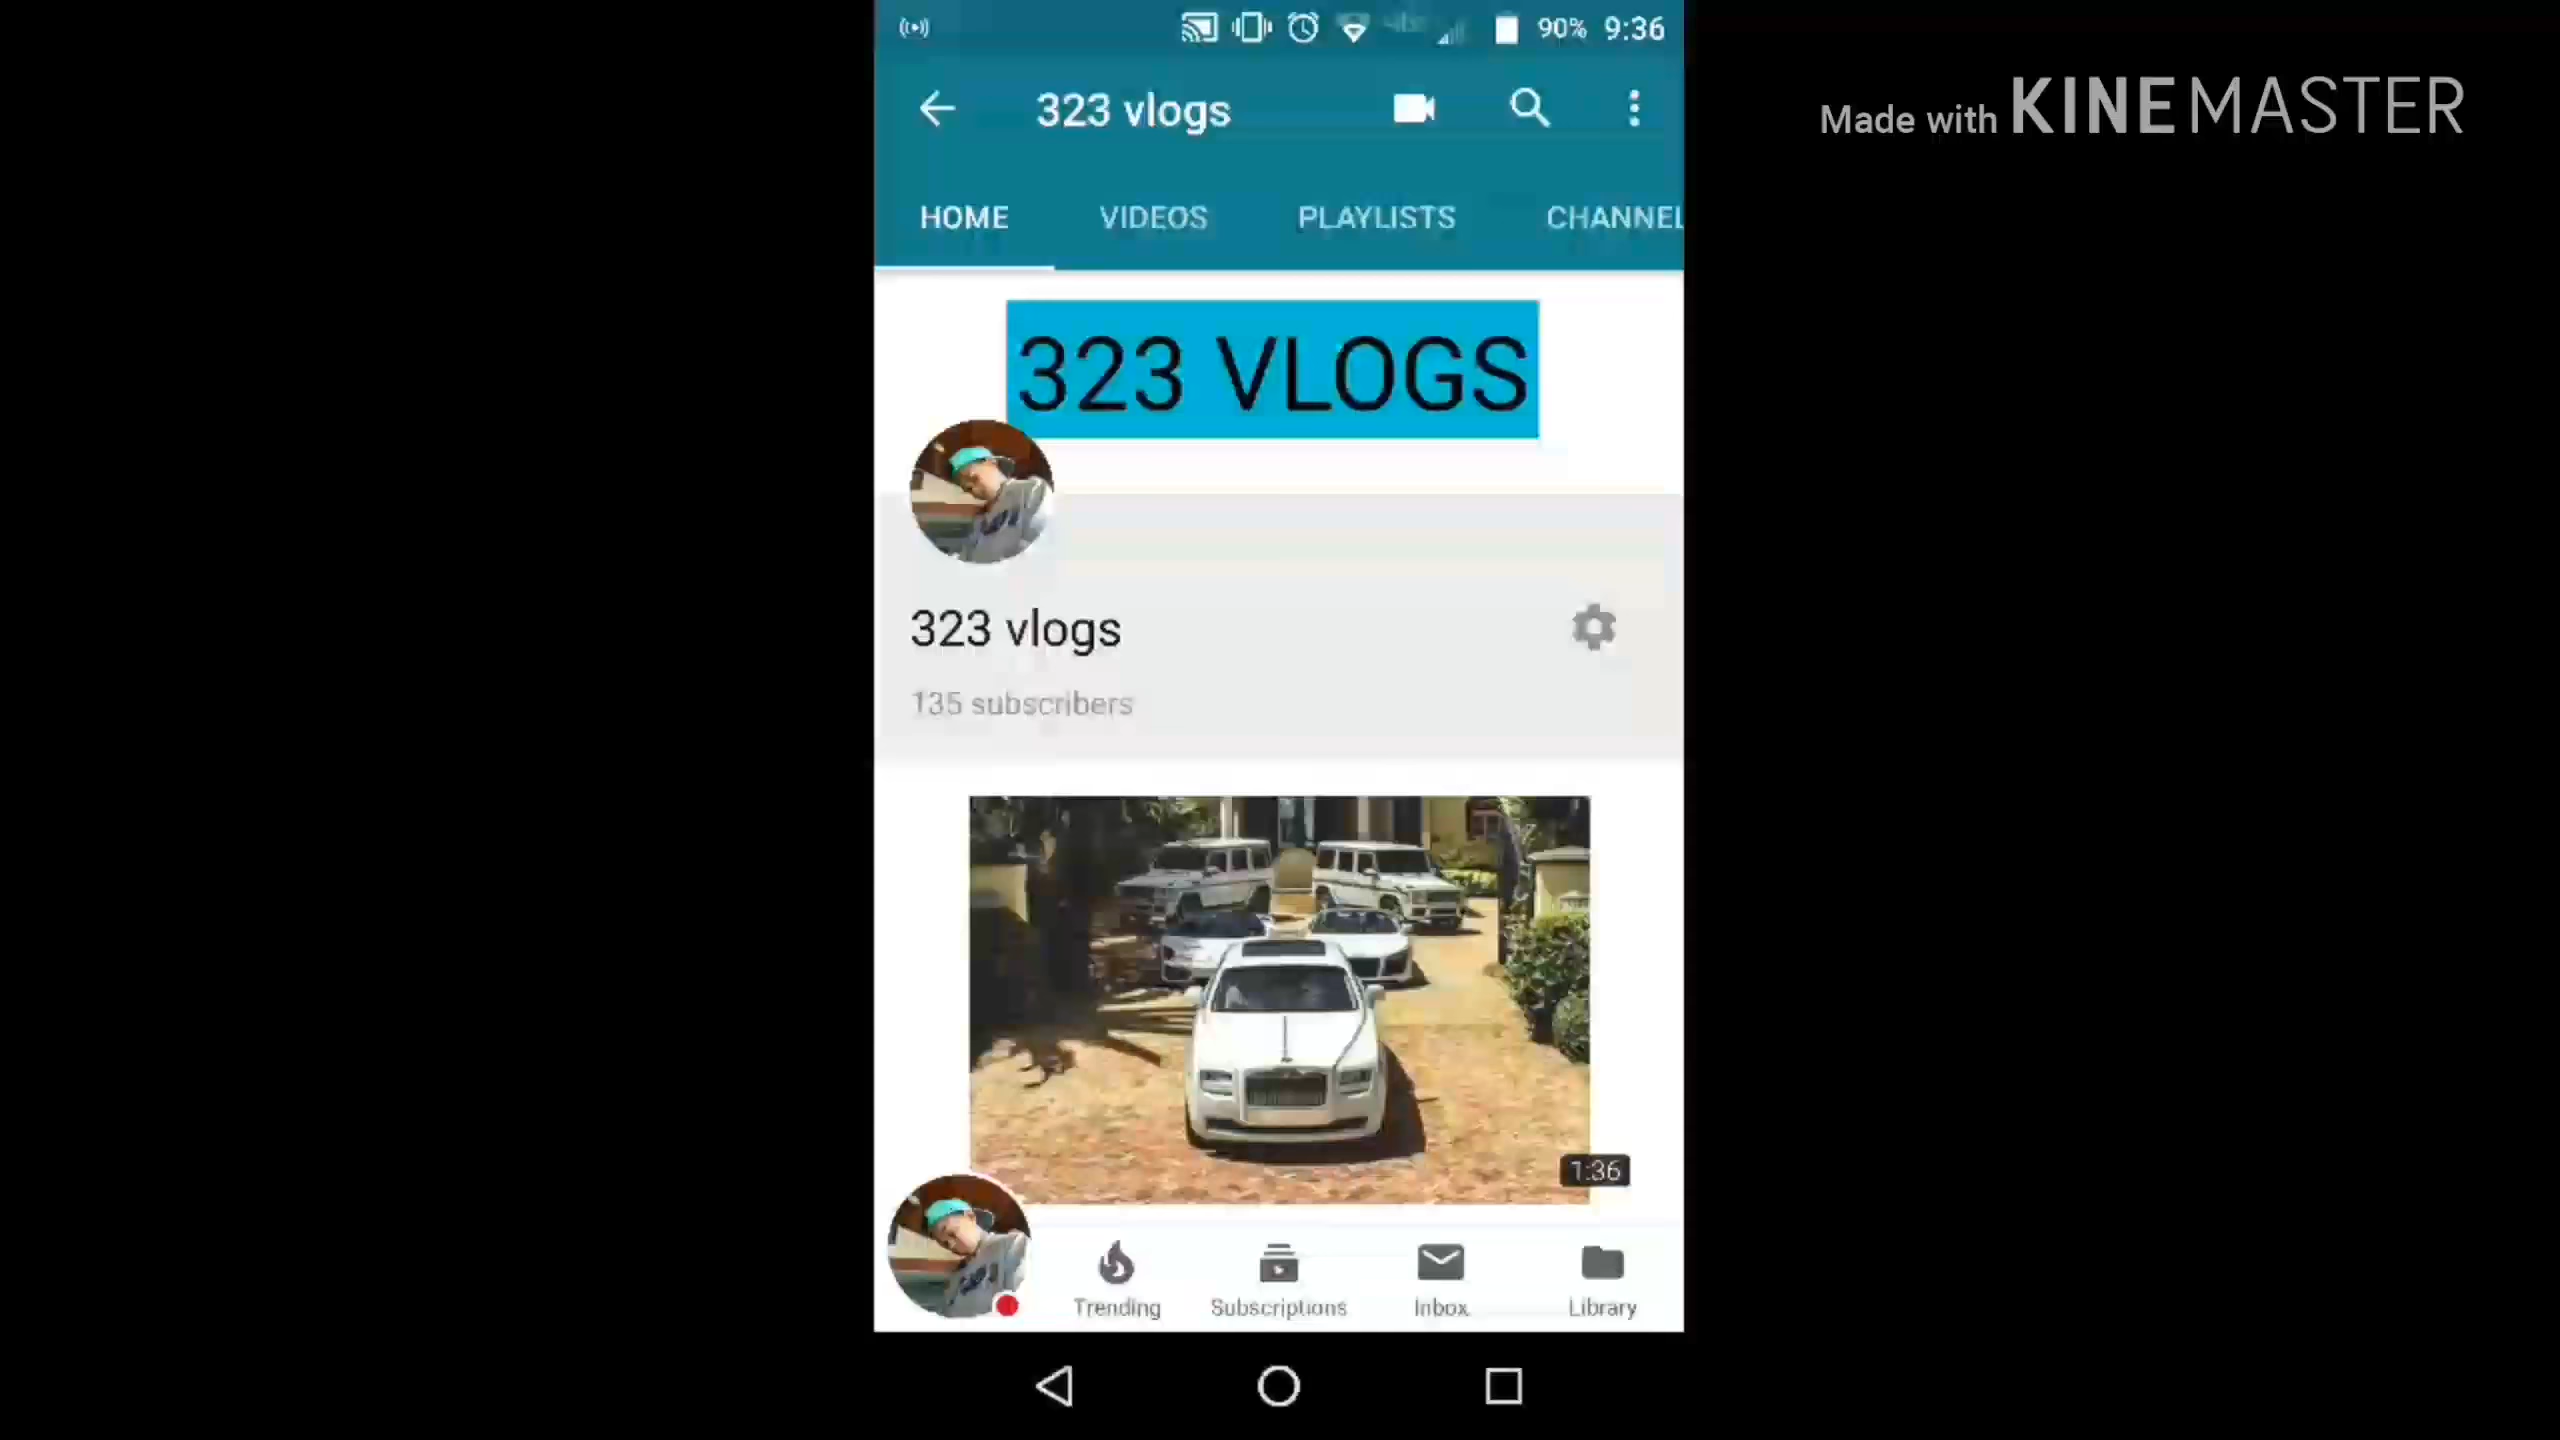 90% 9:36
323 vlogs
Made with KINEMASTER
HOME VIDEOS PLAYLISTS CHANNEL
323 VLOGS
323 vlogs
135 subscribers
1:36
Trending Subscriptions Inbox Library